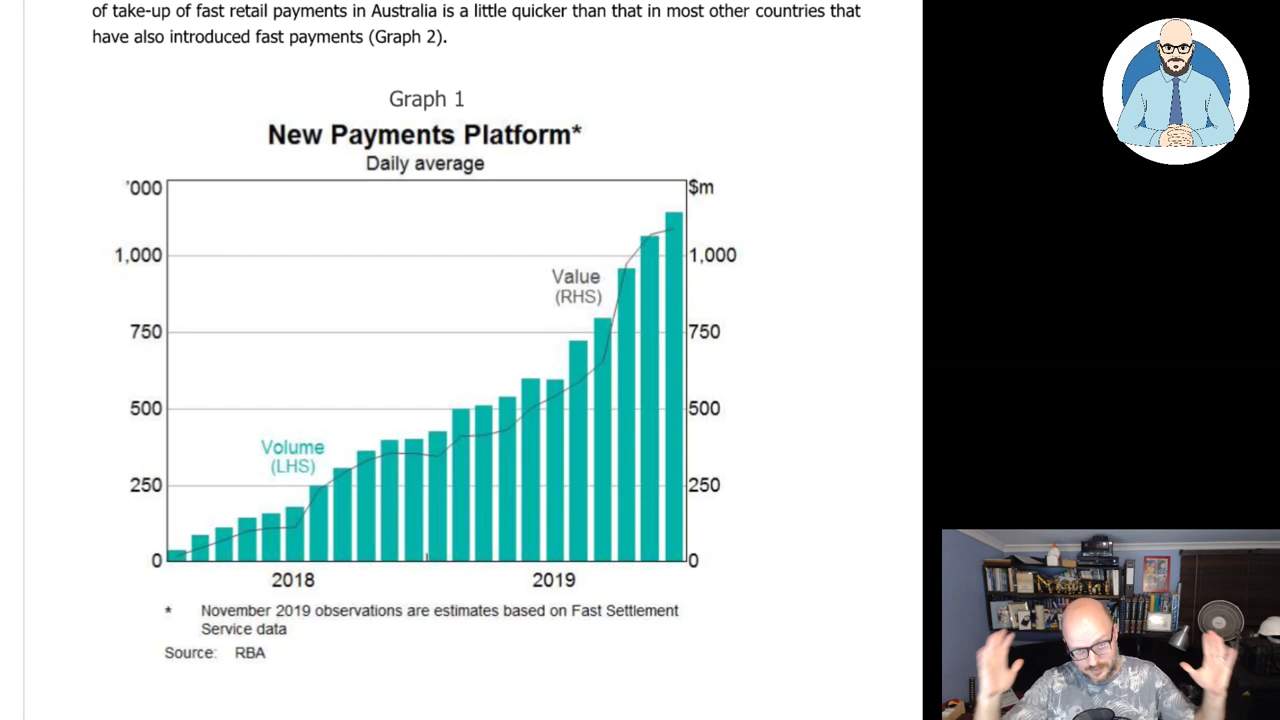 of take-up of fast retail payments in Australia is a little quicker than that in most other countries that
have also introduced fast payments (Graph 2).
Graph 1
New Payments Platform*
Daily average
'000
$m
1,000
1,000
Value
(RHS)
750
750
500
500
Volume
(LHS)
250
250
0
0
2018
2019
* November 2019 observations are estimates based on Fast Settlement
Service data
Source: RBA